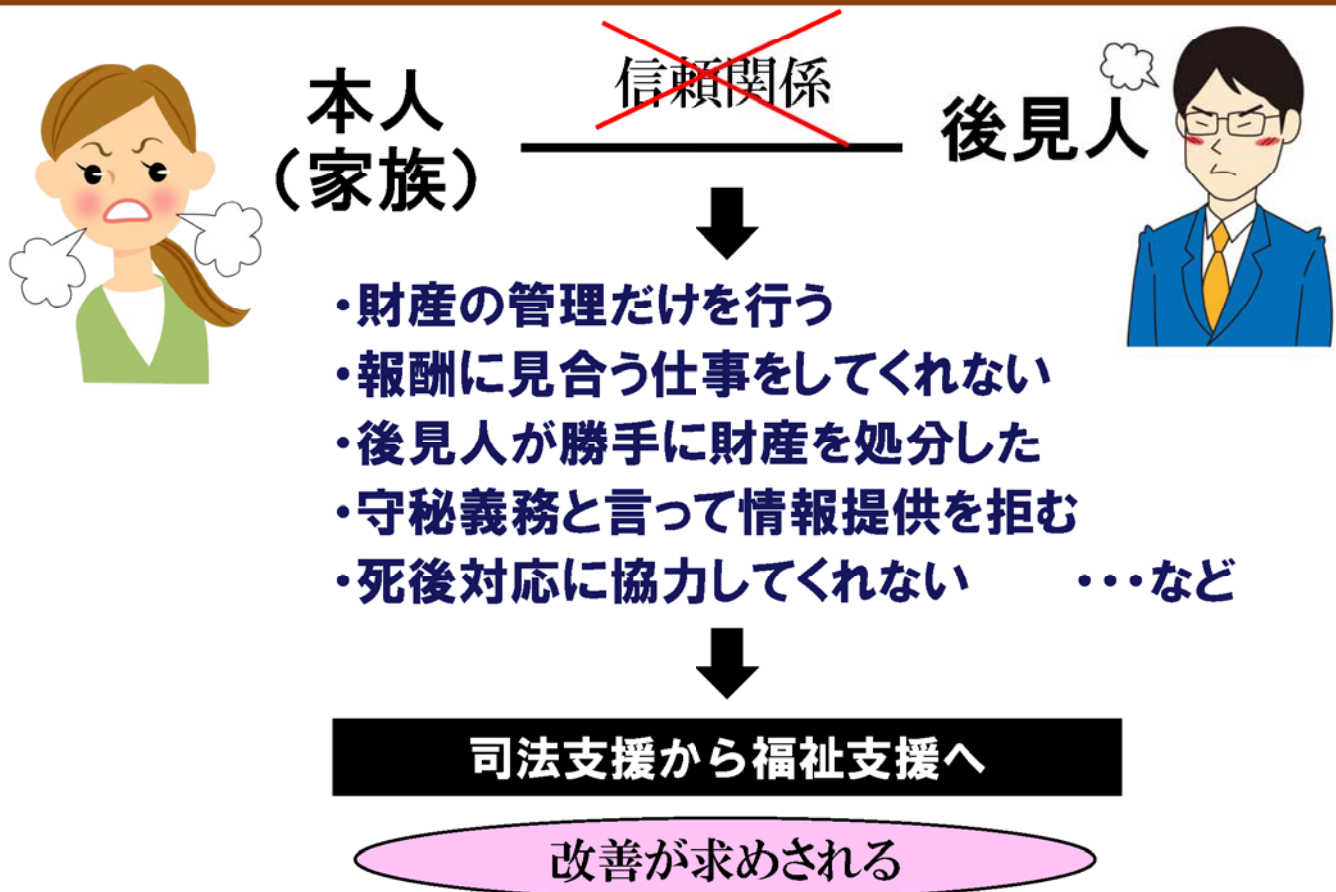 信頼関係
本人
（家族）
後見人
・財産の管理だけを行う
・報酬に見合う仕事をしてくれない
・後見人が勝手に財産を処分した
・守秘義務と言って情報提供を拒む
・死後対応に協力してくれない　　・・・など
司法支援から福祉支援へ
改善が求めされる